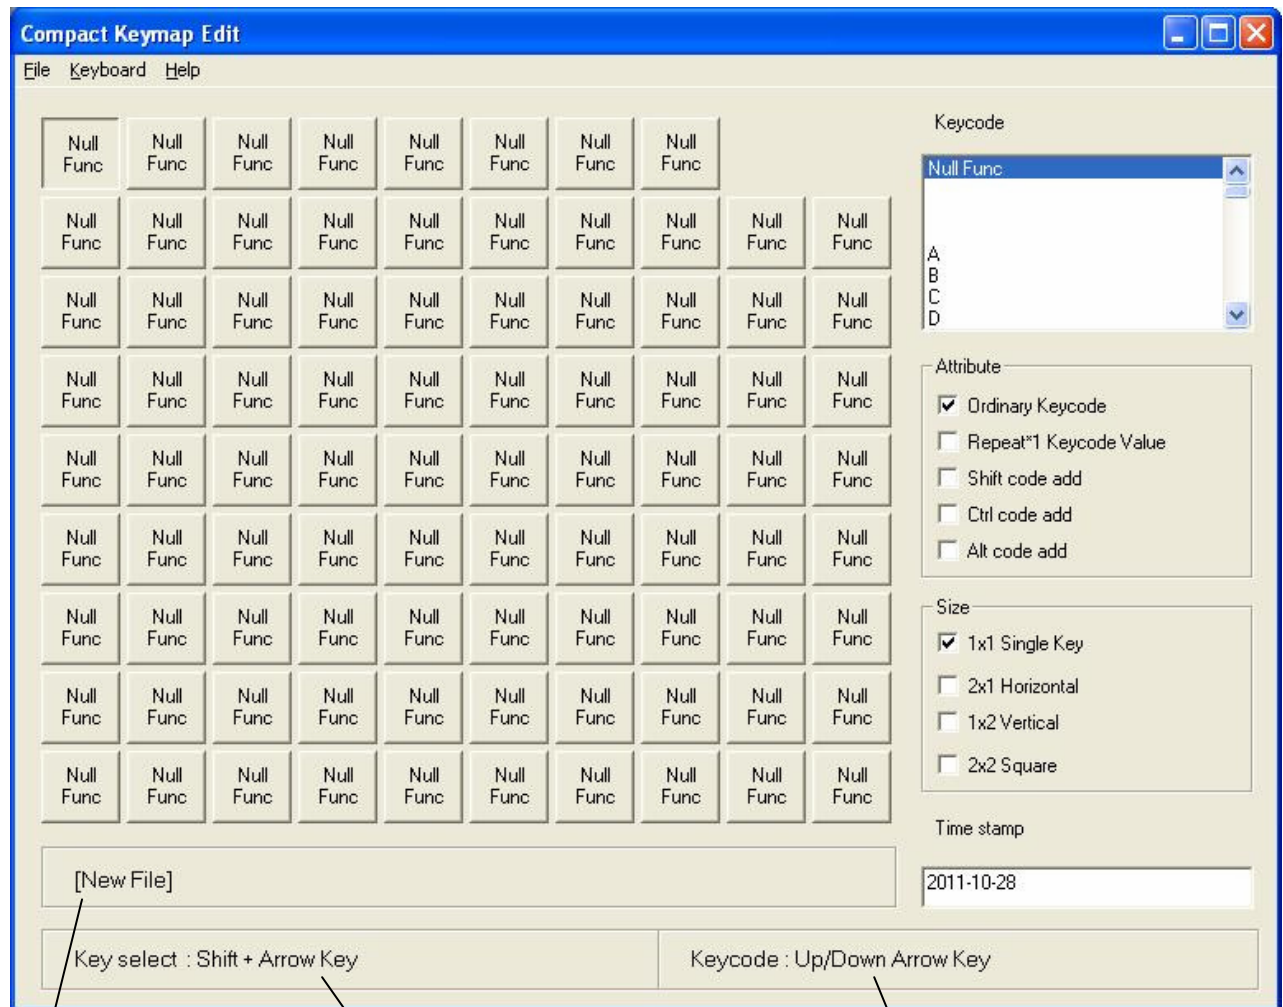 Compact Keymap Edit
File Keyboard Help
Null Null Null Null Null Null Null Null
Func Func Func Func Func Func Func Func
Null Null Null Null Null Null Null Null Null Null
Func Func Func Func Func Func Func Func Func Func
Null Null Null Null Null Null Null Null Null Null
Func Func Func Func Func Func Func Func Func Func
Null Null Null Null Null Null Null Null Null Null
Func Func Func Func Func Func Func Func Func Func
Null Null Null Null Null Null Null Null Null Null
Func Func Func Func Func Func Func Func Func Func
Null Null Null Null Null Null Null Null Null Null
Func Func Func Func Func Func Func Func Func Func
Null Null Null Null Null Null Null Null Null Null
Func Func Func Func Func Func Func Func Func Func
Null Null Null Null Null Null Null Null Null Null
Func Func Func Func Func Func Func Func Func Func
Null Null Null Null Null Null Null Null Null Null
Func Func Func Func Func Func Func Func Func Func
Keycode
Null Func
A
B
C
D
Attribute
Ordinary Keycode
Repeat*1 Keycode Value
Shift code add
Ctrl code add
Alt code add
Size
1x1 Single Key
2x1 Horizontal
1x2 Vertical
2x2 Square
Time stamp
2011-10-28
[New File]
Key select : Shift + Arrow Key
Keycode : Up/Down Arrow Key